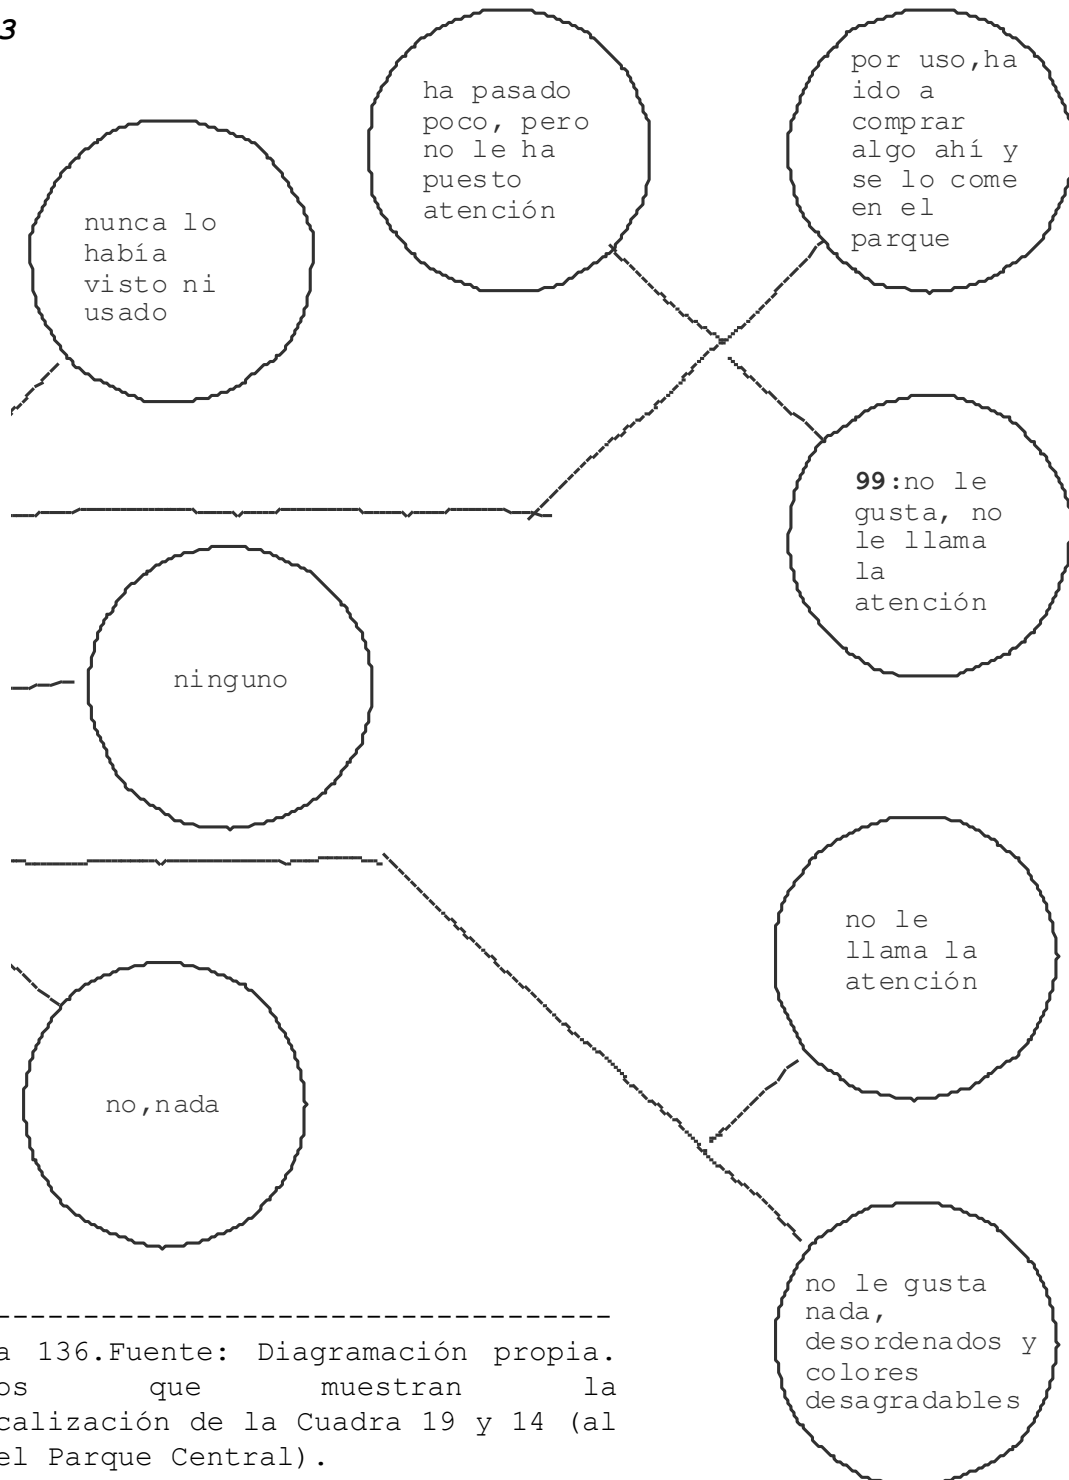 3
ha pasado
poco, pero
no le ha
puesto
atención
por uso,ha
ido a
comprar
algo ahí y
se lo come
en el
parque
nunca lo
había
visto ni
usado
99:no le
gusta, no
le llama
la
atención
ninguno
no le
llama la
atención
no,nada
no le gusta
nada,
desordenados y
colores
desagradables
a 136.Fuente: Diagramación propia.
os que muestran la
calización de la Cuadra 19 y 14 (al
el Parque Central).